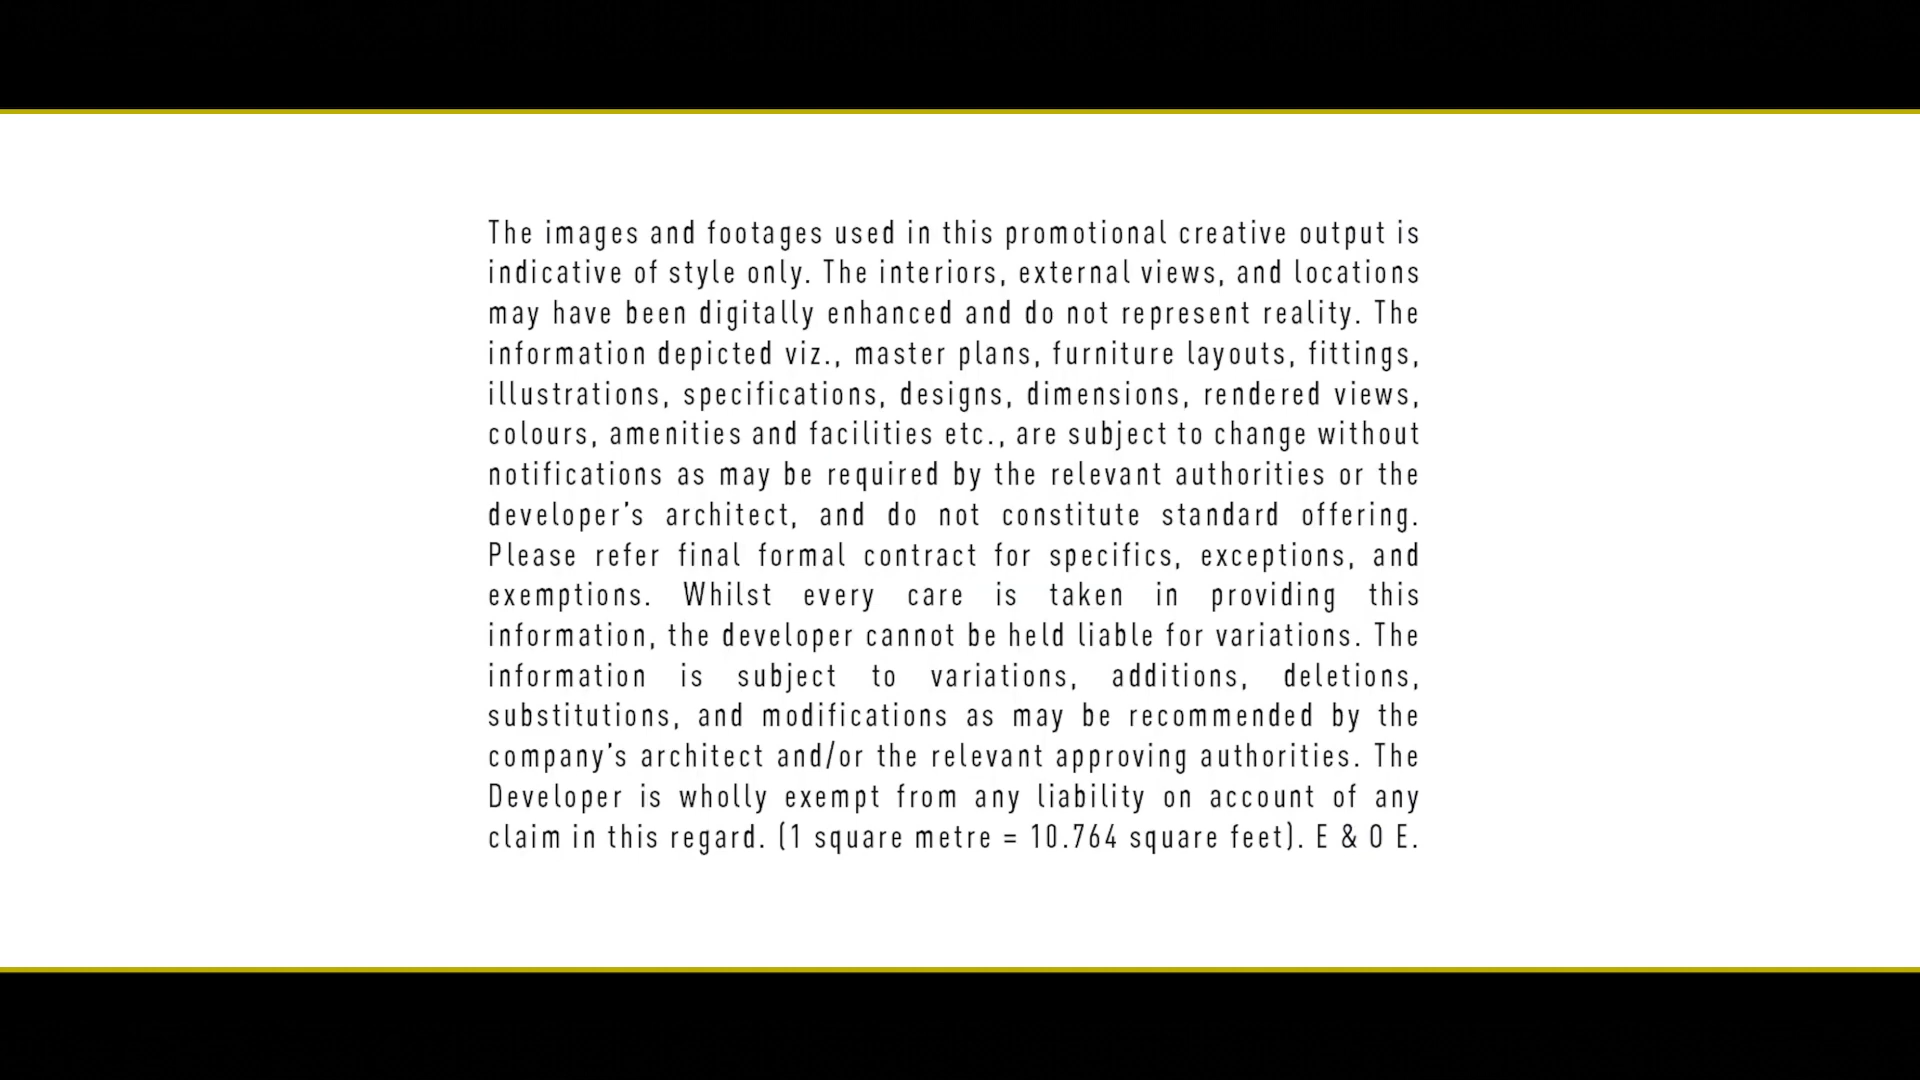 The images and footages used in this promotional creative output is
indicative of style only. The interiors, external views, and locations
may have been digitally enhanced and do not represent reality. The
information depicted viz., master plans, furniture layouts, fittings,
illustrations, specifications, designs, dimensions, rendered views,
colours, amenities and facilities etc., are subject to change without
notifications as may be required by the relevant authorities or the
developer’s architect, and do not constitute standard offering.
Please refer final formal contract for specifics, exceptions, and
exemptions. Whilst every care is taken in providing this
information, the developer cannot be held liable for variations. The
information is subject to variations, additions, deletions,
substitutions, and modifications as may be recommended by the
company’s architect and/or the relevant approving authorities. The
Developer is wholly exempt from any liability on account of any
claim in this regard. (1 square metre = 10.764 square feet). E & O E.